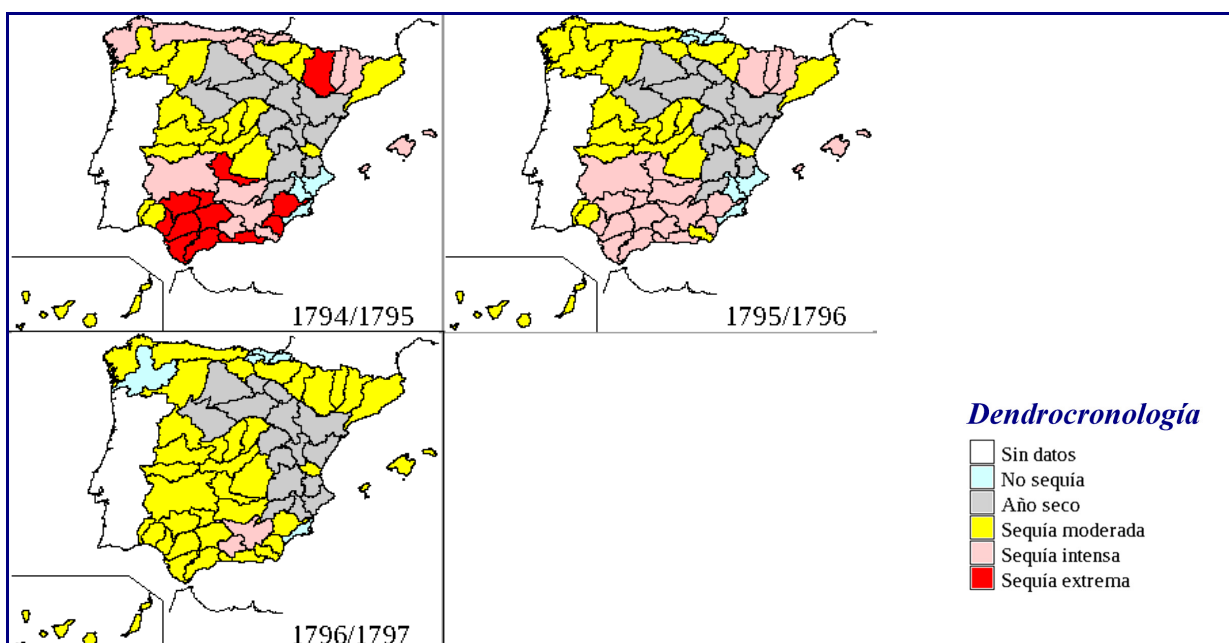 1794/1795
1795/1796
1796/1797
Dendrocronología
Sin datos
No sequía
Año seco
Sequía moderada
Sequía intensa
Sequía extrema